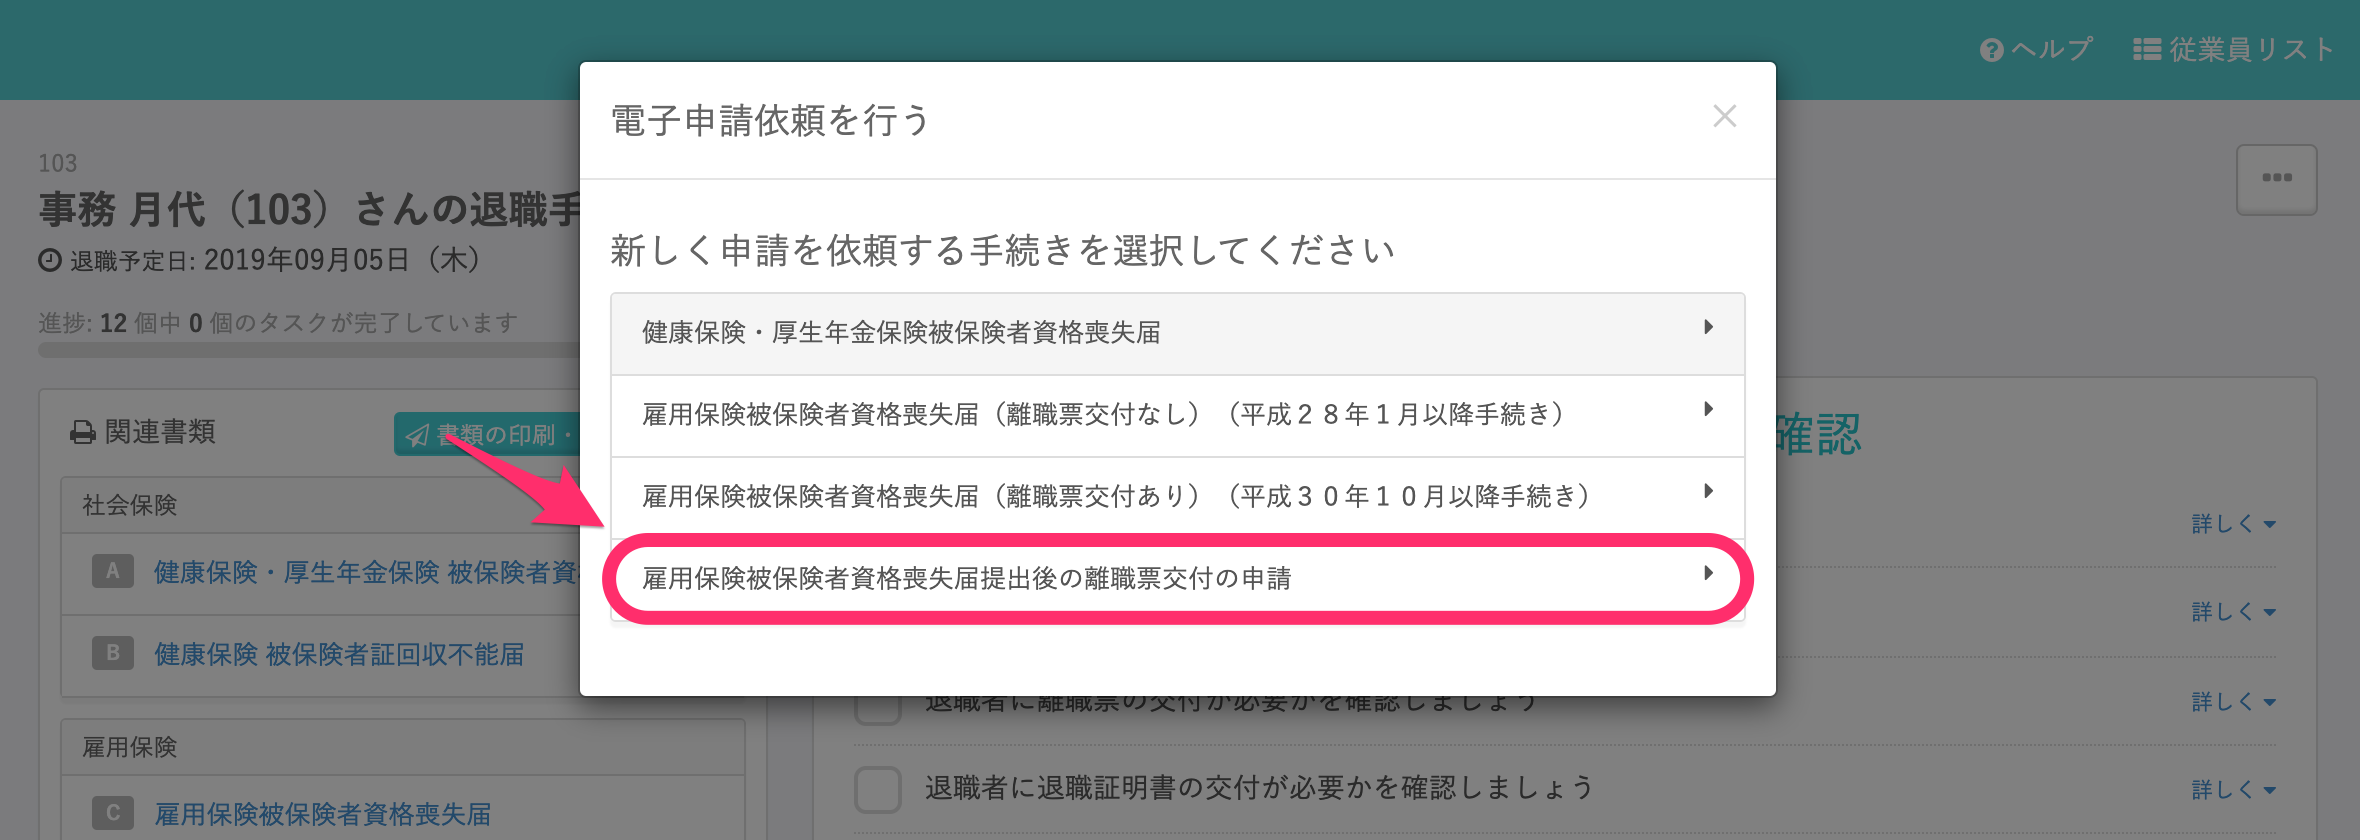 ヘルプ 従業員リスト
電子申請依頼を行う
103
事務 月代（103）さんの退職手
退職予定日: 2019年09月05日（木）
進捗: 12 個中 0 個のタスクが完了しています
新しく申請を依頼する手続きを選択してください
健康保険・厚生年金保険被保険者資格喪失届
雇用保険被保険者資格喪失届（離職票交付なし）（平成２８年１月以降手続き）
雇用保険被保険者資格喪失届（離職票交付あり）（平成３０年１０月以降手続き）
雇用保険被保険者資格喪失届提出後の離職票交付の申請
関連書類
書類の印刷・
社会保険
A 健康保険・厚生年金保険 被保険者資
B 健康保険 被保険者証回収不能届
雇用保険
C 雇用保険被保険者資格喪失届
確認
詳しく
詳しく
退職者に離職票の交付が必要かを確認しましょう
詳しく
退職者に退職証明書の交付が必要かを確認しましょう
詳しく